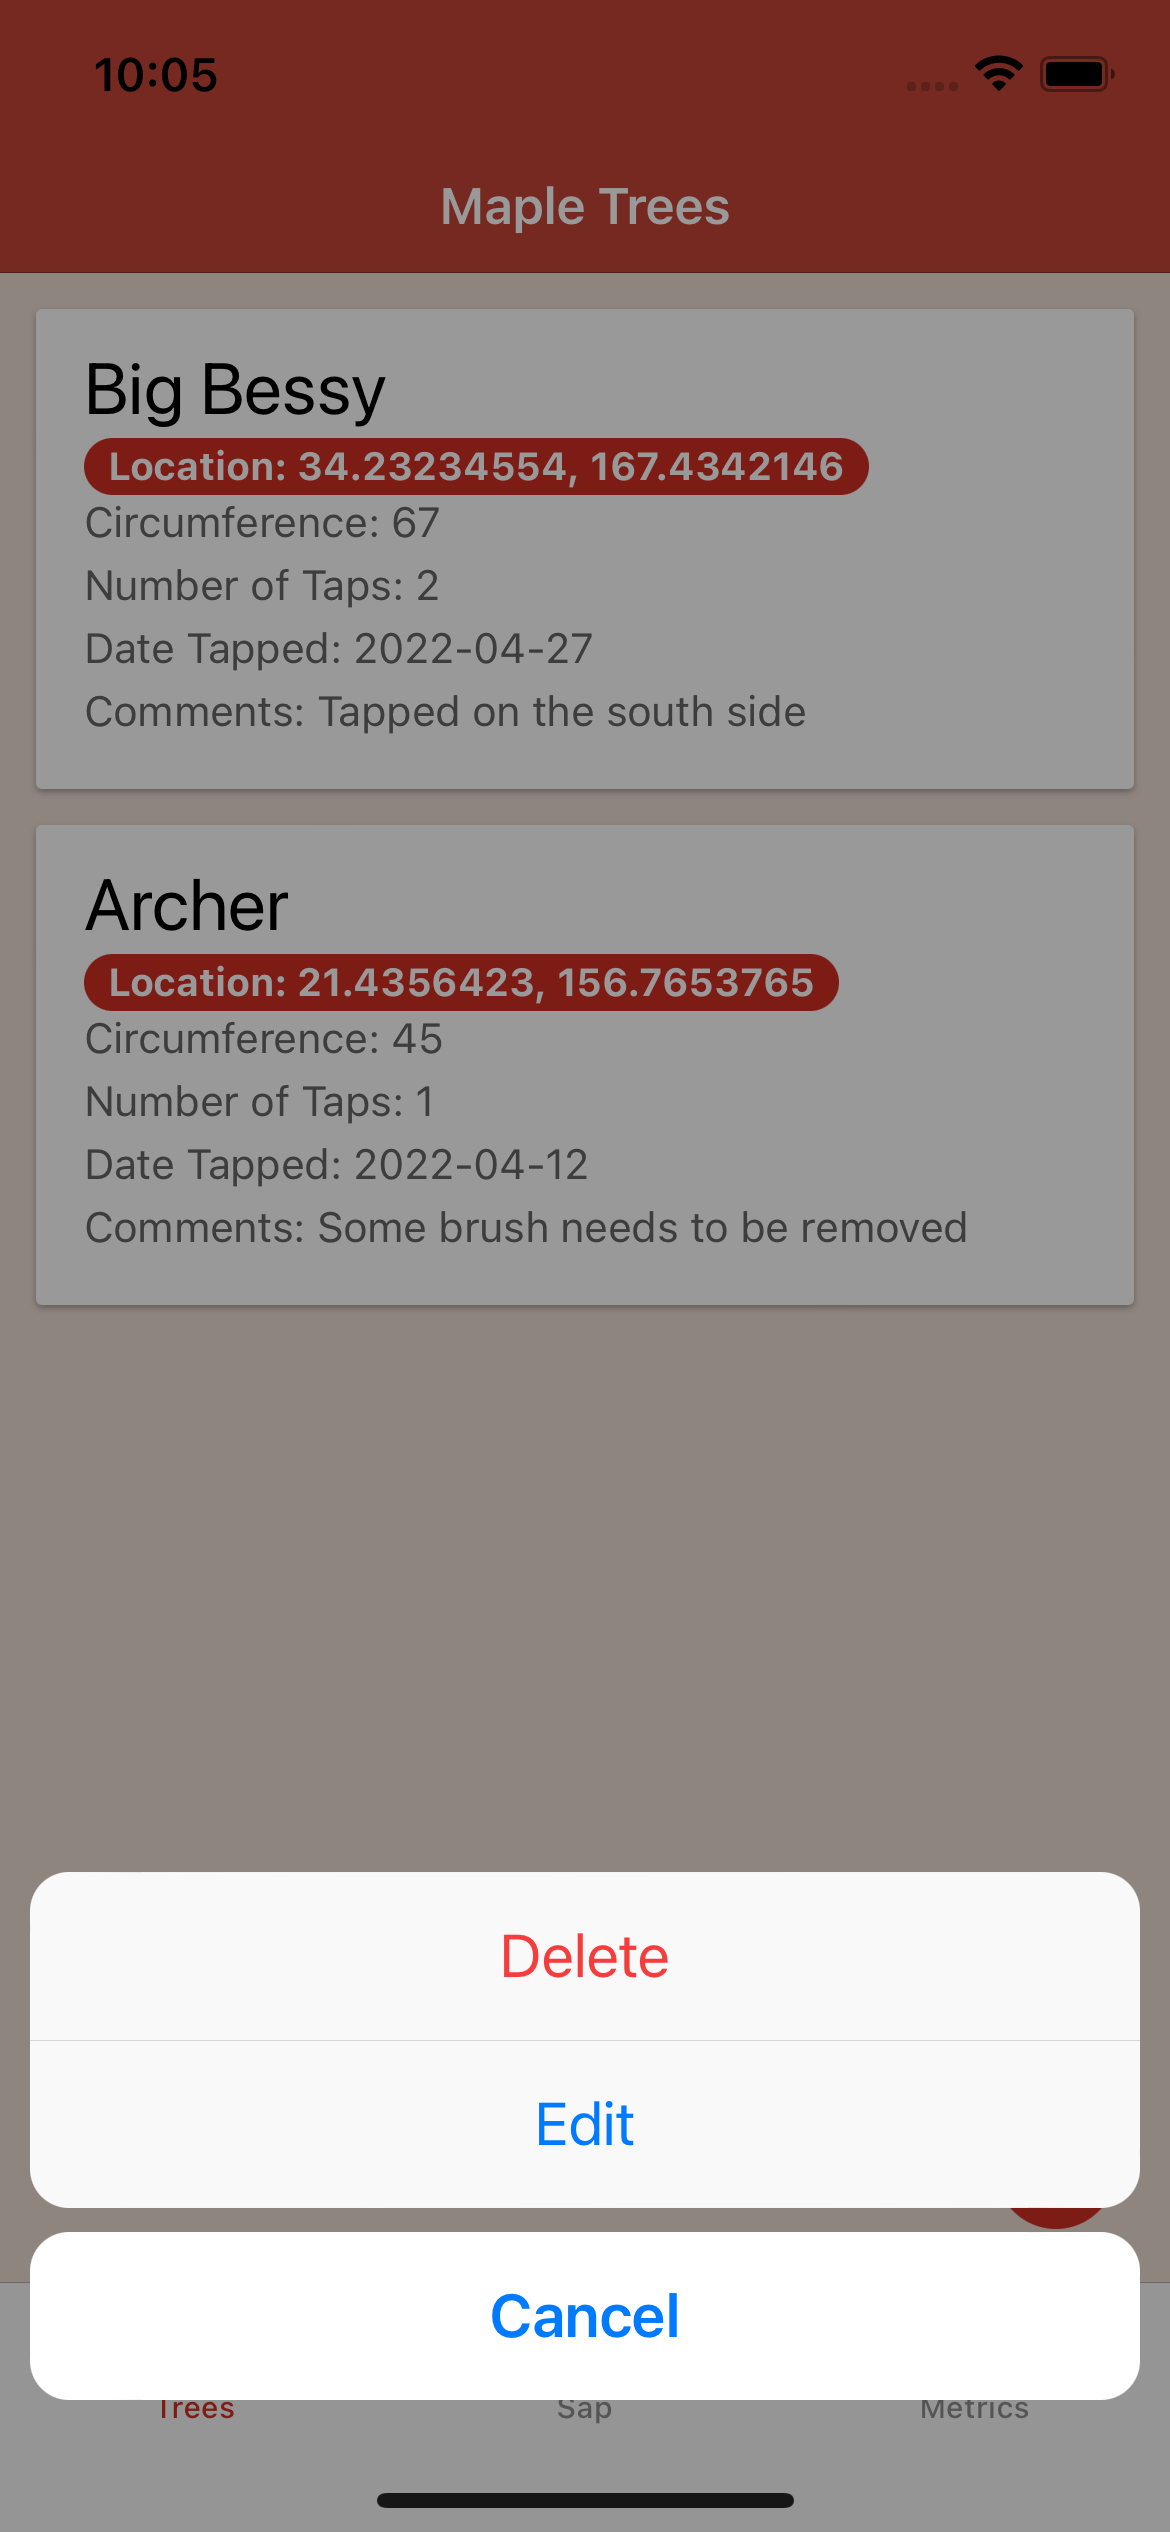 10:05
Maple Trees
Big Bessy
Location: 34.23234554, 167.4342146
Circumference: 67
Number of Taps: 2
Date Tapped: 2022-04-27
Comments: Tapped on the south side
Archer
Location: 21.4356423, 156.7653765
Circumference: 45
Number of Taps: 1
Date Tapped: 2022-04-12
Comments: Some brush needs to be removed
Delete
Edit
Cancel
Trees Sap Metrics